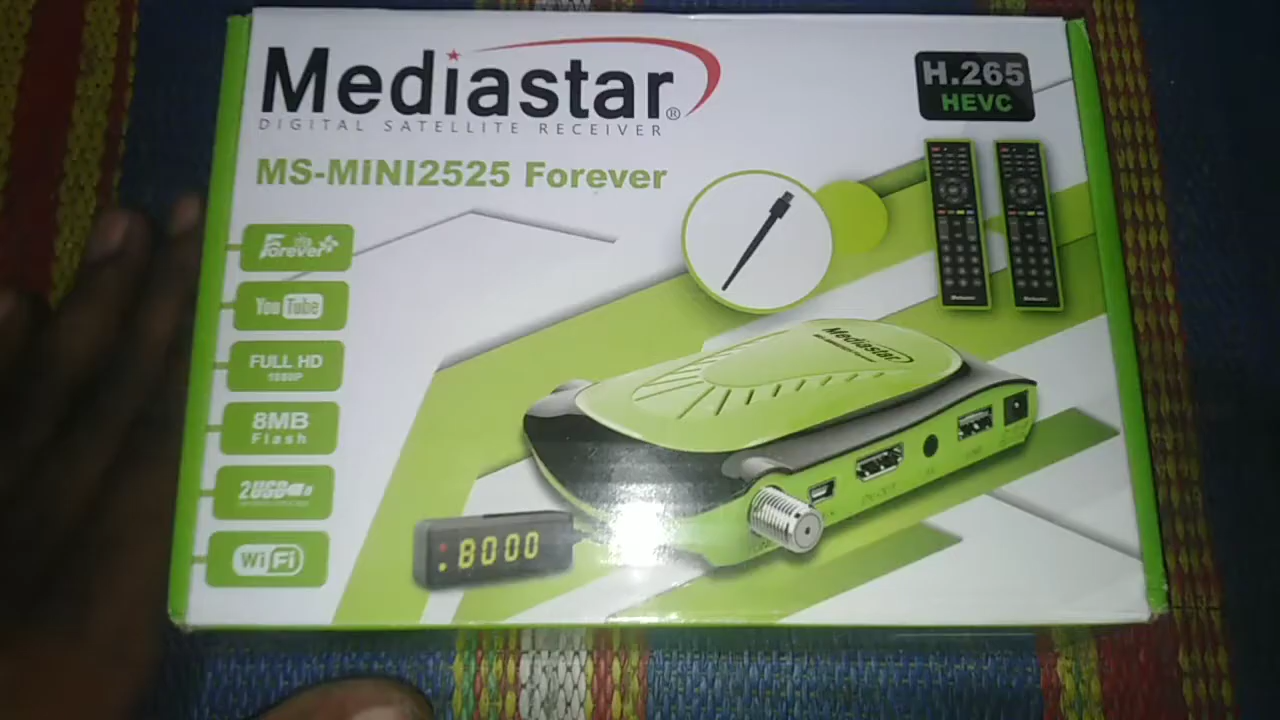 Mediastar®
DIGITAL SATELLITE RECEIVER
H.265
HEVC
MS-MINI2525 Forever
Forever+
YouTube
FULL HD
1080P
8MB
Flash
2USB
WiFi
Mediastar
8000